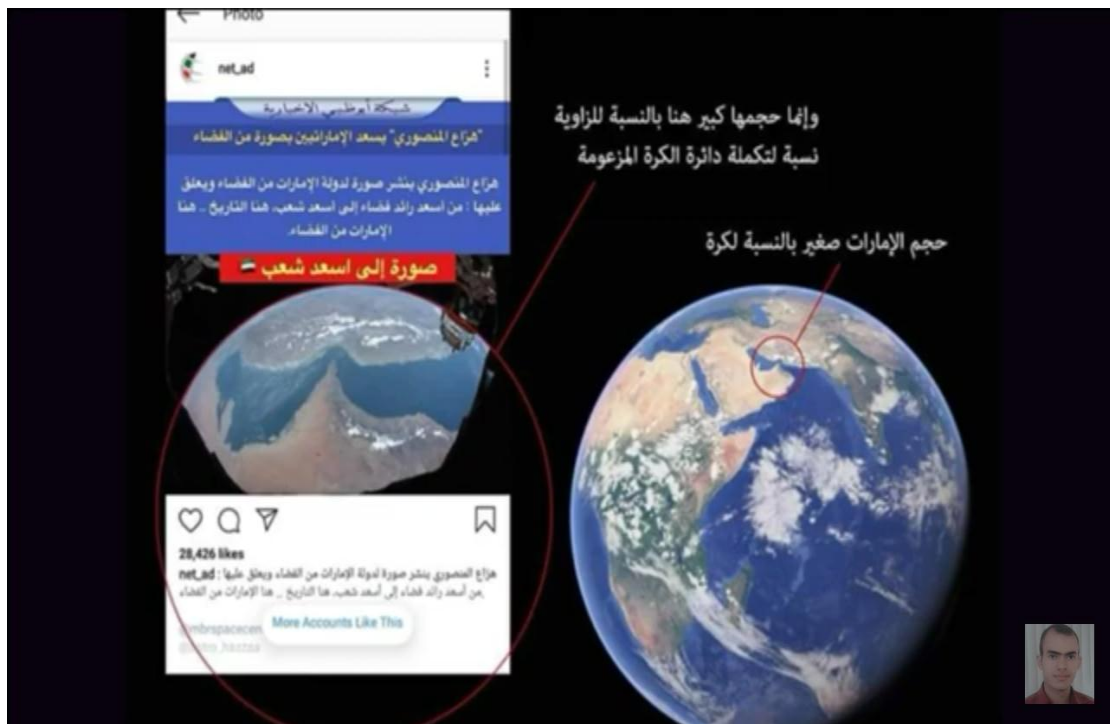 Photo
net_ad
شبكة أبوظبي الاخبارية
"هزاع المنصوري" يسعد الإماراتيين بصورة من الفضاء
هزاع المنصوري ينشر صورة لدولة الإمارات من الفضاء ويعلق
عليها : من أسعد رائد فضاء إلى أسعد شعب، هنا التاريخ .. هنا
الإمارات من الفضاء.
صورة إلى اسعد شعب
28,426 likes
net_ad : هزاع المنصوري ينشر صورة لدولة الإمارات من الفضاء ويعلق عليها
من أسعد رائد فضاء إلى أسعد شعب، هنا التاريخ .. هنا الإمارات من الفضاء.
More Accounts Like This
وإنما حجمها كبير هنا بالنسبة للزاوية
نسبة لتكملة دائرة الكرة المزعومة
حجم الإمارات صغير بالنسبة لكرة